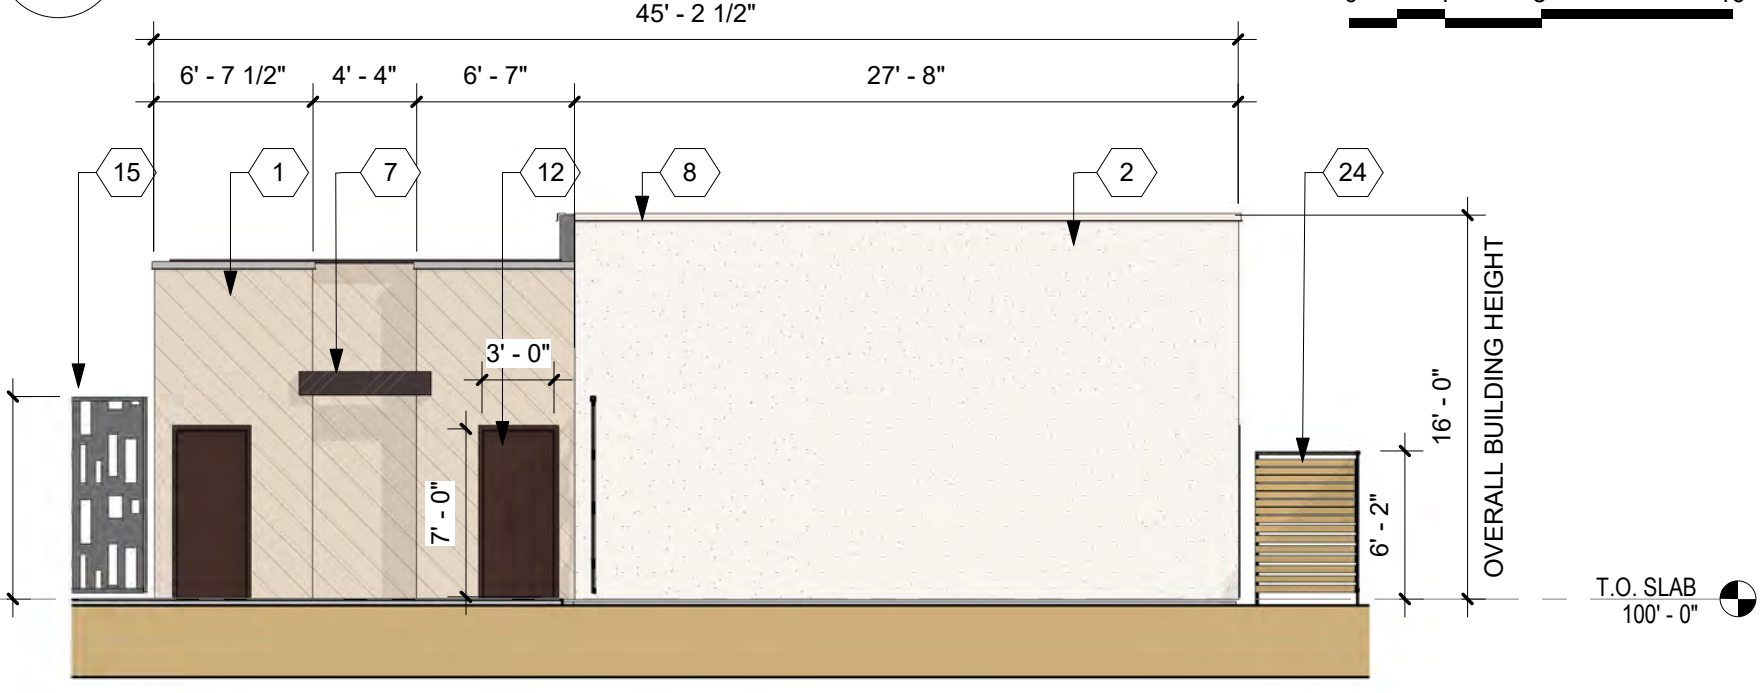 45' - 2 1/2"
6' - 7 1/2"
4' - 4"
6' - 7"
27' - 8"
15
1
7
12
8
2
24
3' - 0"
7' - 0"
16' - 0"
OVERALL BUILDING HEIGHT
6' - 2"
T.O. SLAB
100' - 0"